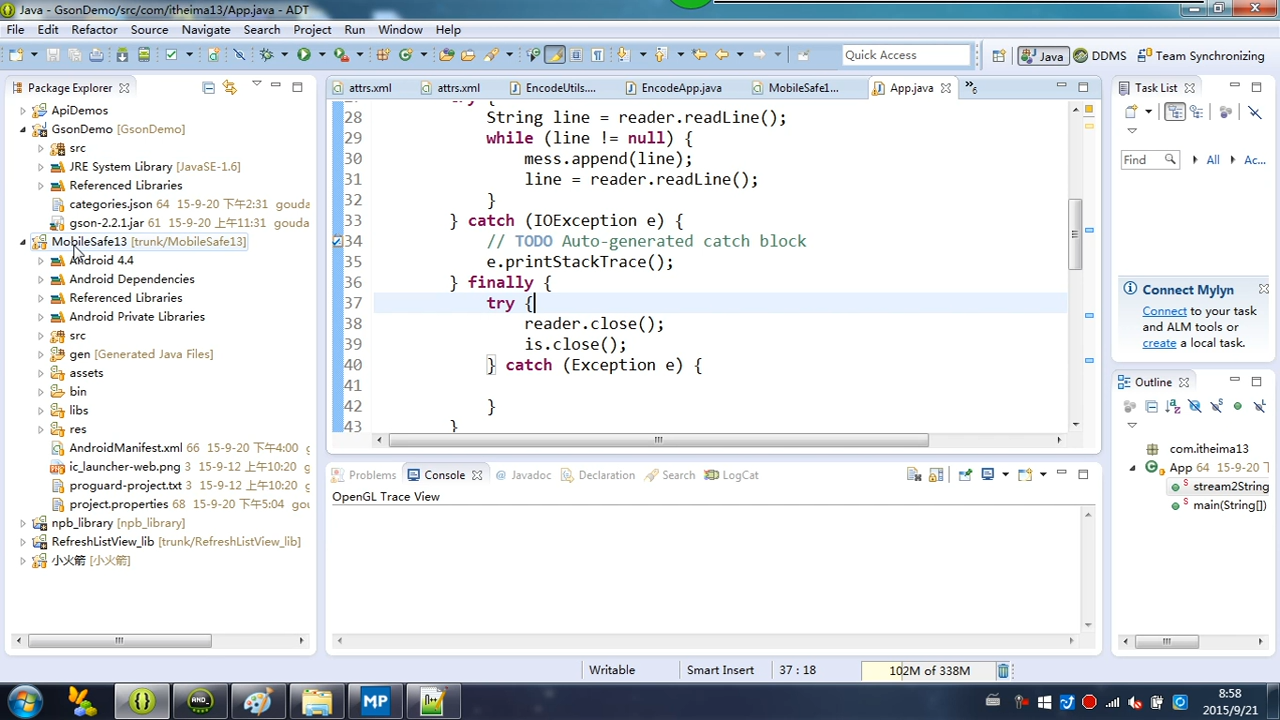 Java - GsonDemo/src/com/itheima13/App.java - ADT
File Edit Refactor Source Navigate Search Project Run Window Help
Quick Access
Java
DDMS
Team Synchronizing
Package Explorer
attrs.xml
attrs.xml
EncodeUtils....
EncodeApp.java
MobileSafe1...
App.java
»6
Task List
ApiDemos
GsonDemo [GsonDemo]
src
JRE System Library [JavaSE-1.6]
Referenced Libraries
categories.json 64 15-9-20 下午2:31 gouda
gson-2.2.1.jar 61 15-9-20 上午11:31 gouda
MobileSafe13 [trunk/MobileSafe13]
Android 4.4
Android Dependencies
Referenced Libraries
Android Private Libraries
src
gen [Generated Java Files]
assets
bin
libs
res
AndroidManifest.xml 66 15-9-20 下午4:00 g
ic_launcher-web.png 3 15-9-12 上午10:20
proguard-project.txt 3 15-9-12 上午10:20
project.properties 68 15-9-20 下午5:04 gou
npb_library [npb_library]
RefreshListView_lib [trunk/RefreshListView_lib]
小火箭 [小火箭]
try {
28 String line = reader.readLine();
29 while (line != null) {
30 mess.append(line);
31 line = reader.readLine();
32 }
33 } catch (IOException e) {
34 // TODO Auto-generated catch block
35 e.printStackTrace();
36 } finally {
37 try {
38 reader.close();
39 is.close();
40 } catch (Exception e) {
41
42 }
43 }
Find
All
Ac...
Connect Mylyn
Connect to your task
and ALM tools or
create a local task.
Outline
com.itheima13
App 64 15-9-20
stream2String
main(String[])
Problems
Console
Javadoc
Declaration
Search
LogCat
OpenGL Trace View
Writable
Smart Insert
37 : 18
102M of 338M
MP
8:58
2015/9/21